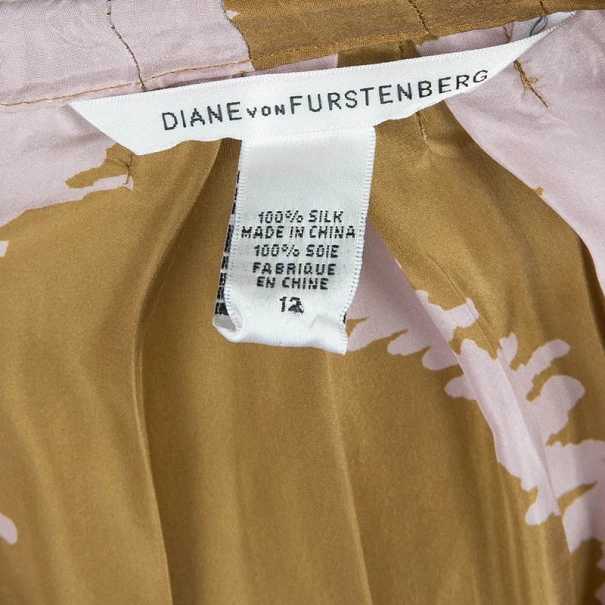 DIANE VON FURSTENBERG
100% SILK
MADE IN CHINA
100% SOIE
FABRIQUE
EN CHINE
12